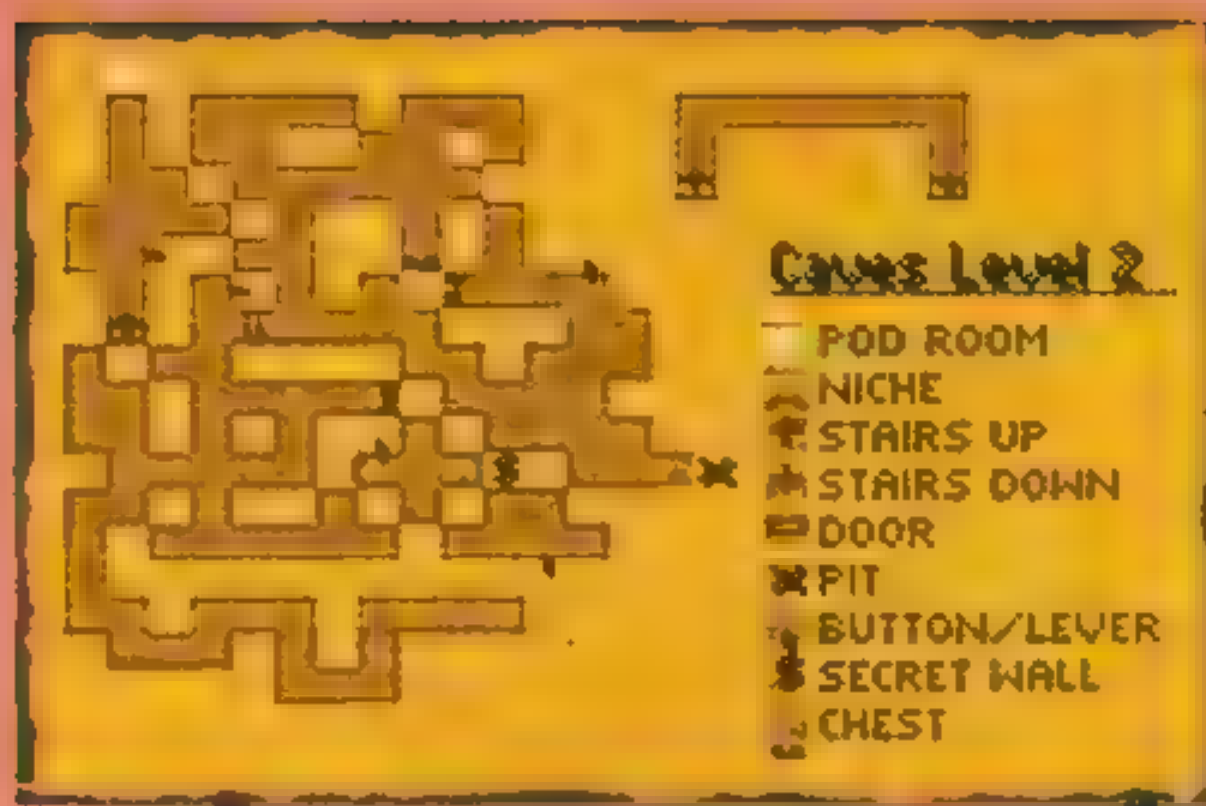 Caves Level 2
POD ROOM
NICHE
STAIRS UP
STAIRS DOWN
DOOR
PIT
BUTTON/LEVER
SECRET WALL
CHEST